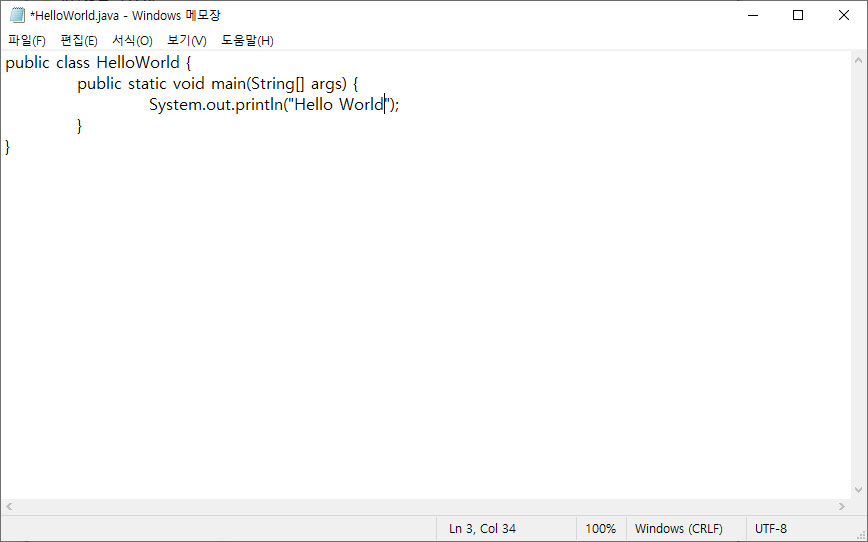 *HelloWorld.java - Windows 메모장
파일(F) 편집(E) 서식(O) 보기(V) 도움말(H)
public class HelloWorld {
public static void main(String[] args) {
System.out.println("Hello World");
}
}
Ln 3, Col 34 100% Windows (CRLF) UTF-8